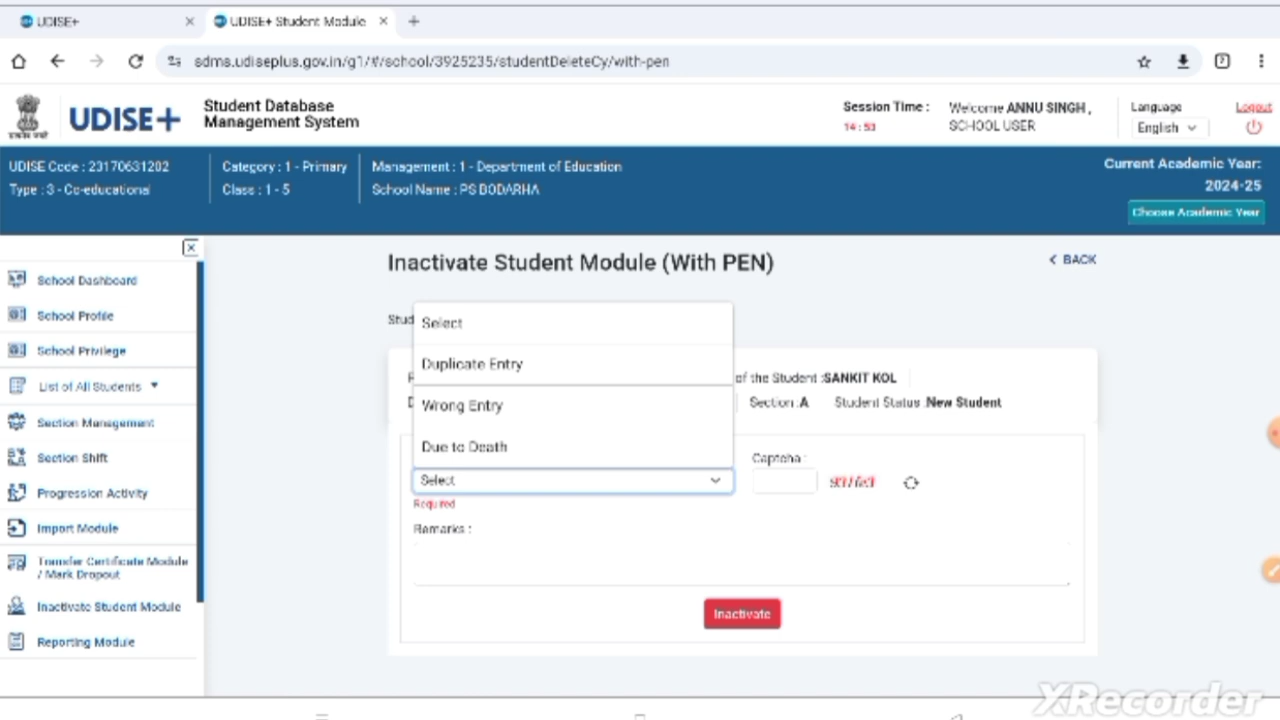 UDISE+
UDISE+ Student Module
sdms.udiseplus.gov.in/g1/#/school/3925235/studentDeleteCy/with-pen
UDISE+
Student Database
Management System
Session Time :
14 : 53
Welcome ANNU SINGH ,
SCHOOL USER
Language
English
Logout
UDISE Code : 23170631202
Type : 3 - Co-educational
Category : 1 - Primary
Class : 1 - 5
Management : 1 - Department of Education
School Name : PS BODARHA
Current Academic Year:
2024-25
Choose Academic Year
School Dashboard
School Profile
School Privilege
List of All Students
Section Management
Section Shift
Progression Activity
Import Module
Transfer Certificate Module
/ Mark Dropout
Inactivate Student Module
Reporting Module
Inactivate Student Module (With PEN)
BACK
Stud
Select
Duplicate Entry
Wrong Entry
Due to Death
of the Student :SANKIT KOL
Section :A
Student Status :New Student
Select
Required
Captcha :
Remarks :
Inactivate
XRecorder